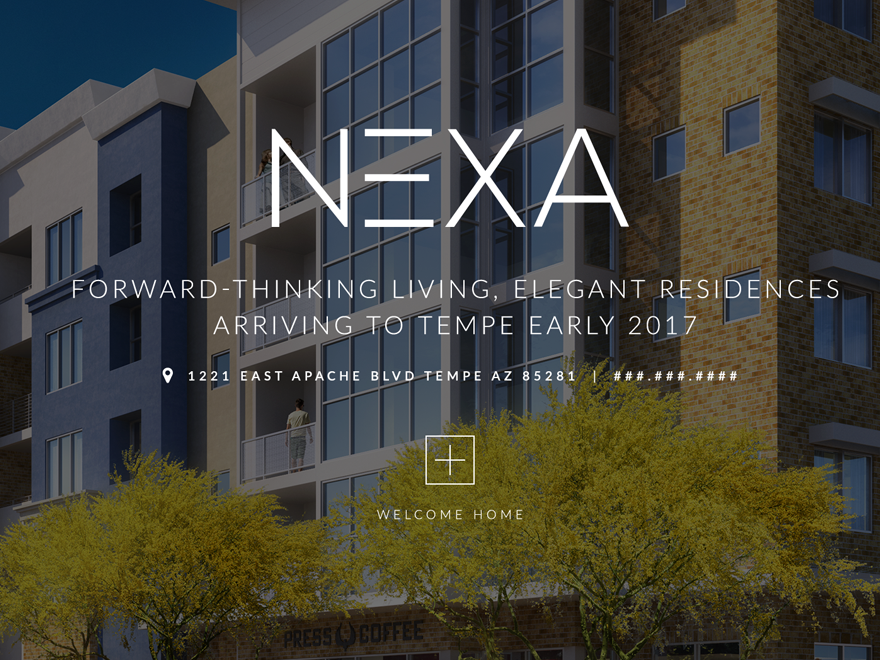 NEXA
FORWARD-THINKING LIVING, ELEGANT RESIDENCES
ARRIVING TO TEMPE EARLY 2017
1221 EAST APACHE BLVD TEMPE AZ 85281 | ###.###.####
WELCOME HOME
PRESS COFFEE